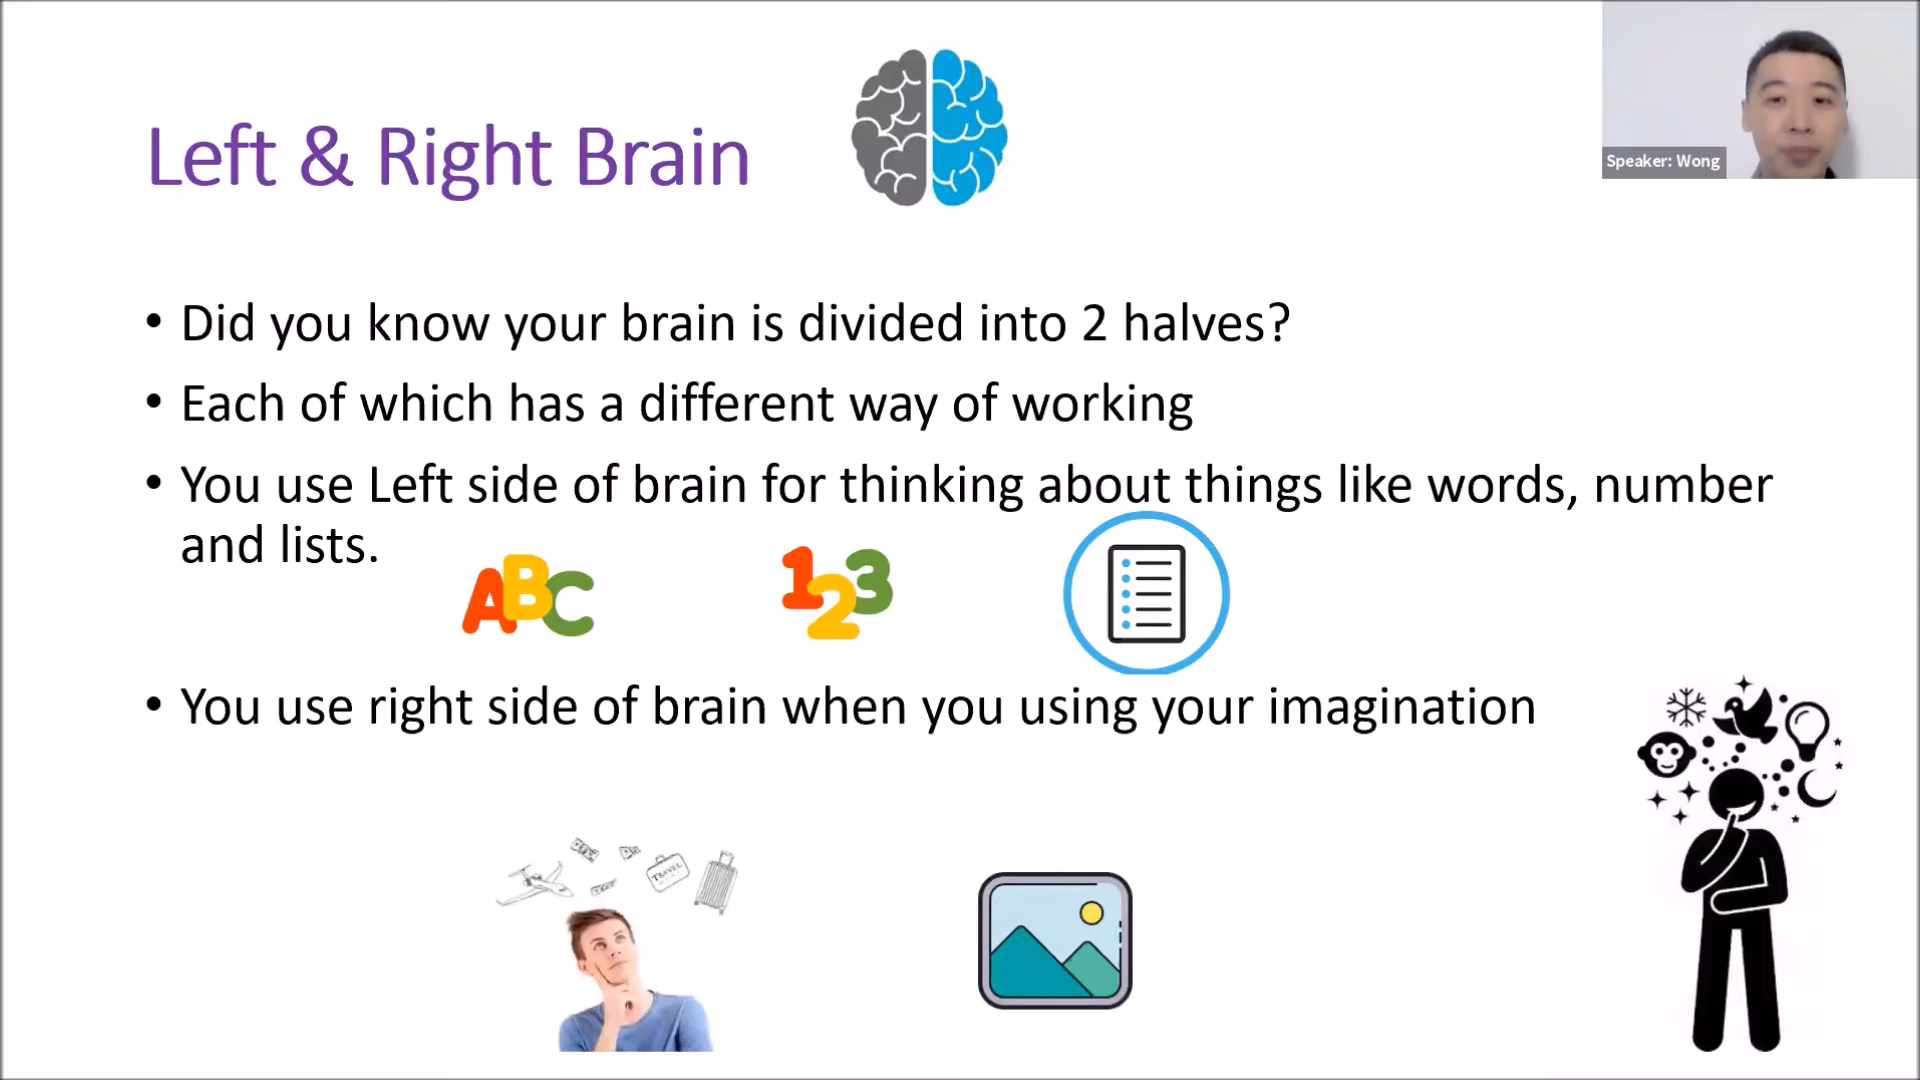 Speaker: Wong
Left & Right Brain
• Did you know your brain is divided into 2 halves?
• Each of which has a different way of working
• You use Left side of brain for thinking about things like words, number
and lists.
ABC
123
• You use right side of brain when you using your imagination
TRAVEL